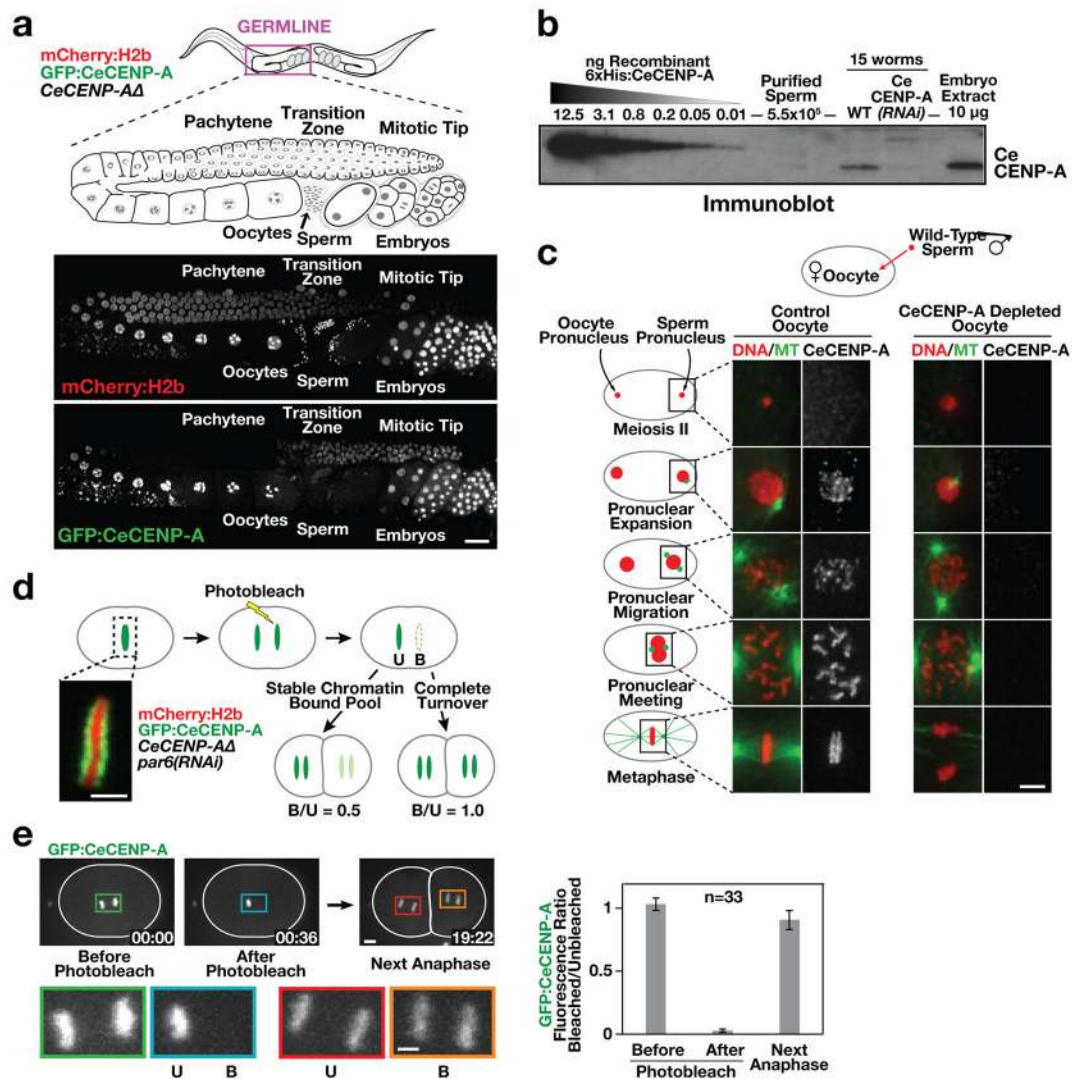 a
GERMLINE
mCherry:H2b
GFP:CeCENP-A
CeCENP-AΔ
Pachytene
Transition
Zone
Mitotic Tip
Oocytes
Sperm
Embryos
Pachytene
Transition
Zone
Mitotic Tip
Oocytes
Sperm
Embryos
mCherry:H2b
Pachytene
Transition
Zone
Mitotic Tip
Oocytes
Sperm
Embryos
GFP:CeCENP-A
b
ng Recombinant
6xHis:CeCENP-A
12.5 3.1 0.8 0.2 0.05 0.01
Purified
Sperm
— 5.5x10⁵ —
15 worms
Ce
CENP-A
WT (RNAi) —
Embryo
Extract
10 µg
Ce
CENP-A
Immunoblot
c
♀Oocyte
Wild-Type
Sperm ♂
Oocyte
Pronucleus
Sperm
Pronucleus
Control
Oocyte
DNA/MT CeCENP-A
CeCENP-A Depleted
Oocyte
DNA/MT CeCENP-A
Meiosis II
Pronuclear
Expansion
Pronuclear
Migration
Pronuclear
Meeting
Metaphase
d
Photobleach
U B
Stable Chromatin
Bound Pool
Complete
Turnover
mCherry:H2b
GFP:CeCENP-A
CeCENP-AΔ
par6(RNAi)
B/U = 0.5
B/U = 1.0
e
GFP:CeCENP-A
00:00
00:36
19:22
Before
Photobleach
After
Photobleach
Next Anaphase
U B
U
B
GFP:CeCENP-A
Fluorescence Ratio
Bleached/Unbleached
n=33
1
0
Before After
Photobleach
Next
Anaphase